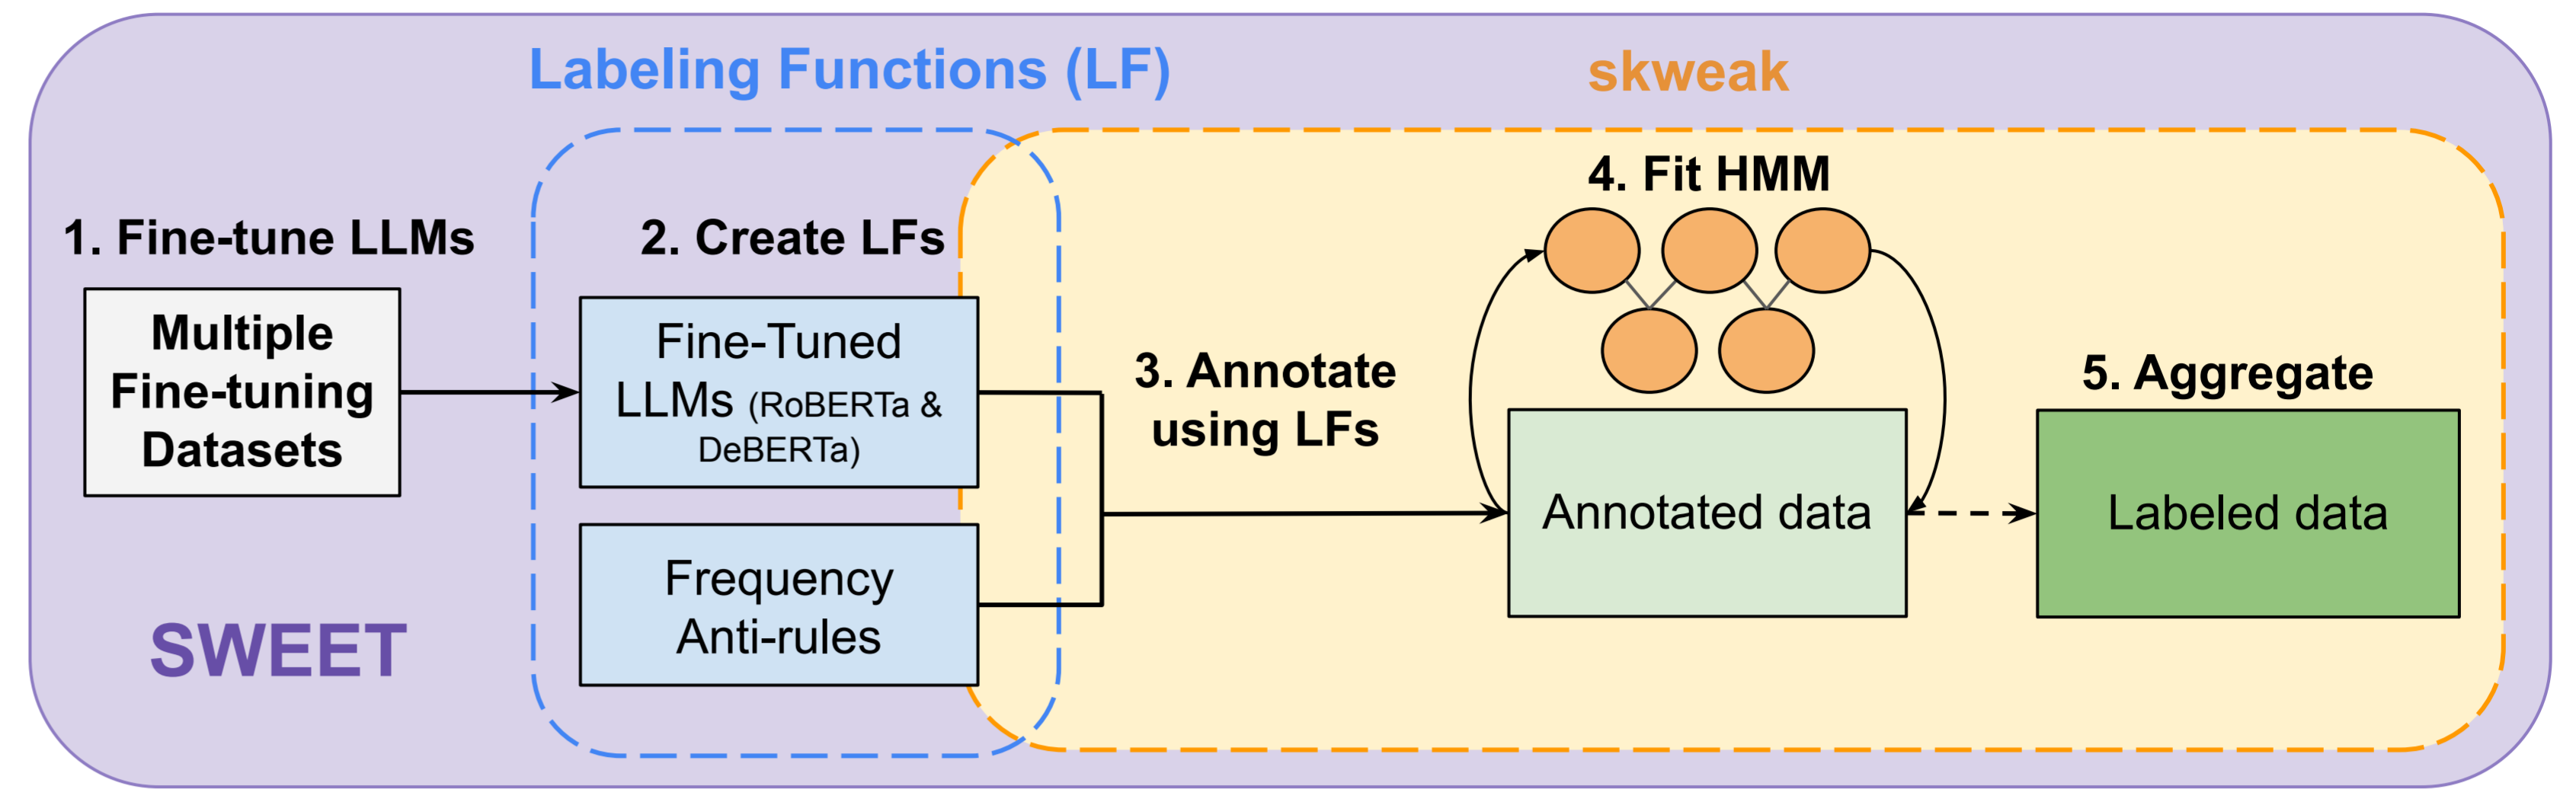 Labeling Functions (LF)
skweak
1. Fine-tune LLMs
Multiple
Fine-tuning
Datasets
SWEET
2. Create LFs
Fine-Tuned
LLMs (RoBERTa &
DeBERTa)
Frequency
Anti-rules
3. Annotate
using LFs
4. Fit HMM
Annotated data
5. Aggregate
Labeled data